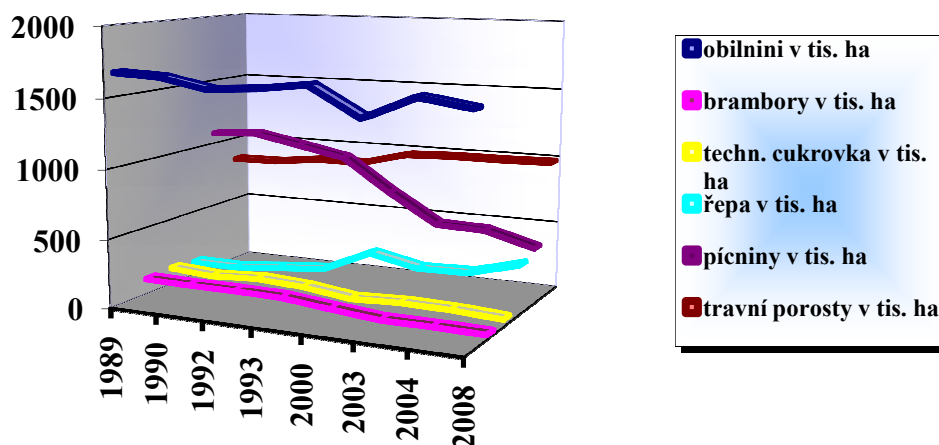 2000
1500
1000
500
0
1989
1990
1992
1993
2000
2003
2004
2008
obilnini v tis. ha
brambory v tis. ha
techn. cukrovka v tis.
ha
řepa v tis. ha
pícniny v tis. ha
travní porosty v tis. ha